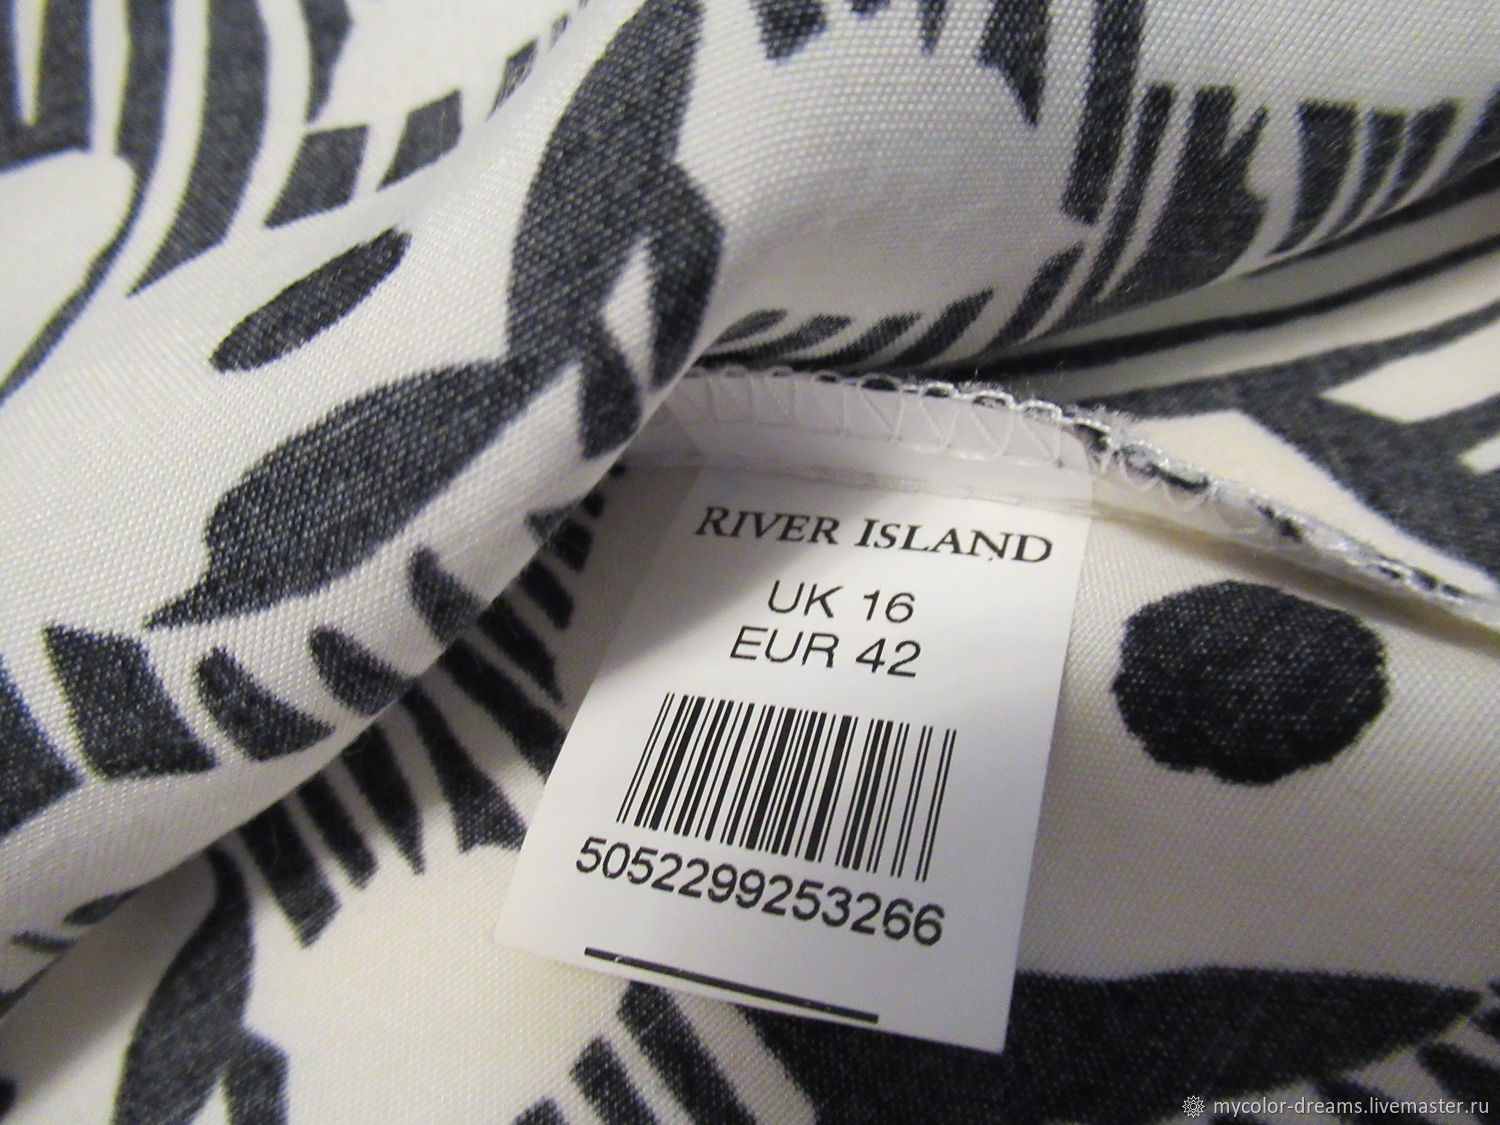 RIVER ISLAND
UK 16
EUR 42
5052299253266
mycolor-dreams.livemaster.ru